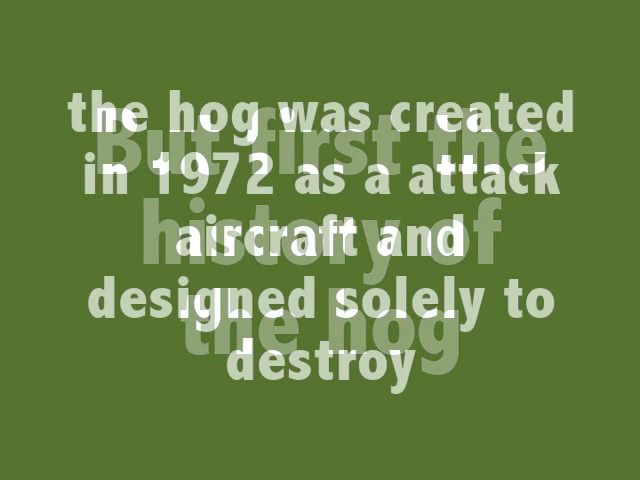 But first the
history of
the hog
the hog was created
in 1972 as a attack
aircraft and
designed solely to
destroy